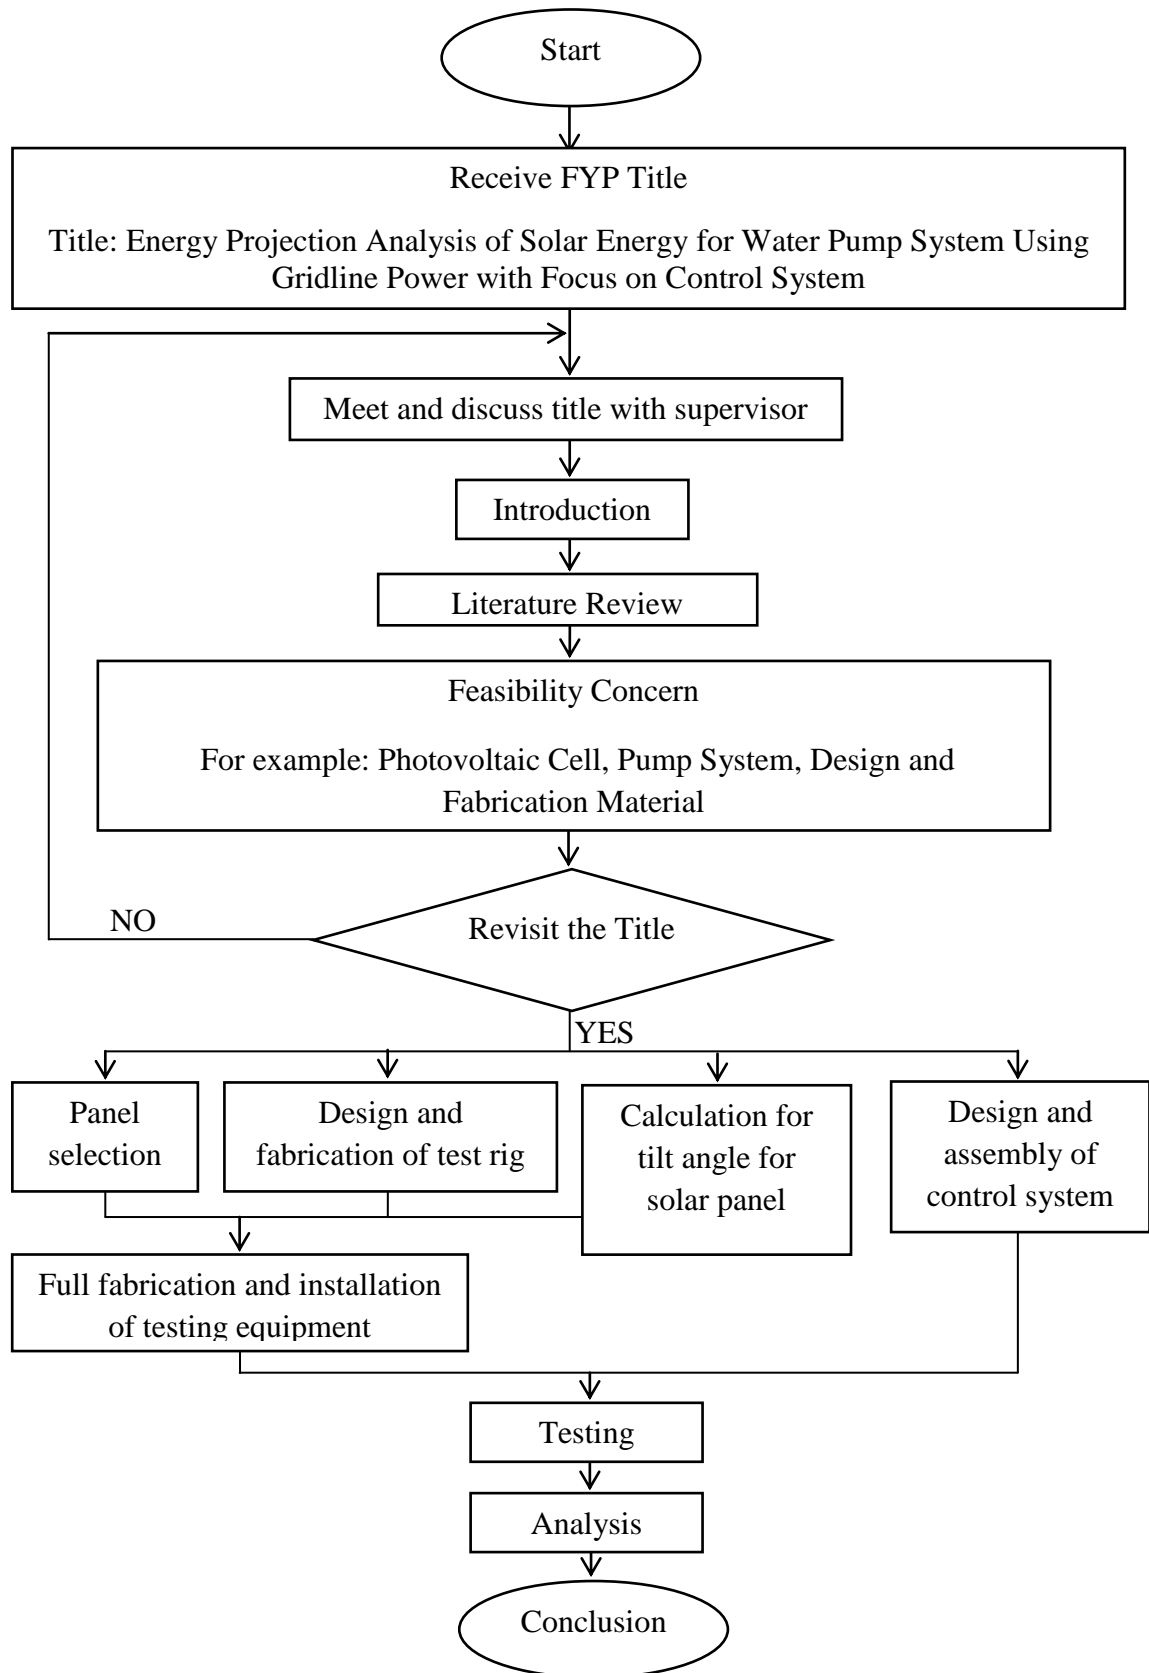 Start
Receive FYP Title
Title: Energy Projection Analysis of Solar Energy for Water Pump System Using
Gridline Power with Focus on Control System
Meet and discuss title with supervisor
Introduction
Literature Review
Feasibility Concern
For example: Photovoltaic Cell, Pump System, Design and
Fabrication Material
Revisit the Title
NO
YES
Panel
selection
Design and
fabrication of test rig
Calculation for
tilt angle for
solar panel
Design and
assembly of
control system
Full fabrication and installation
of testing equipment
Testing
Analysis
Conclusion